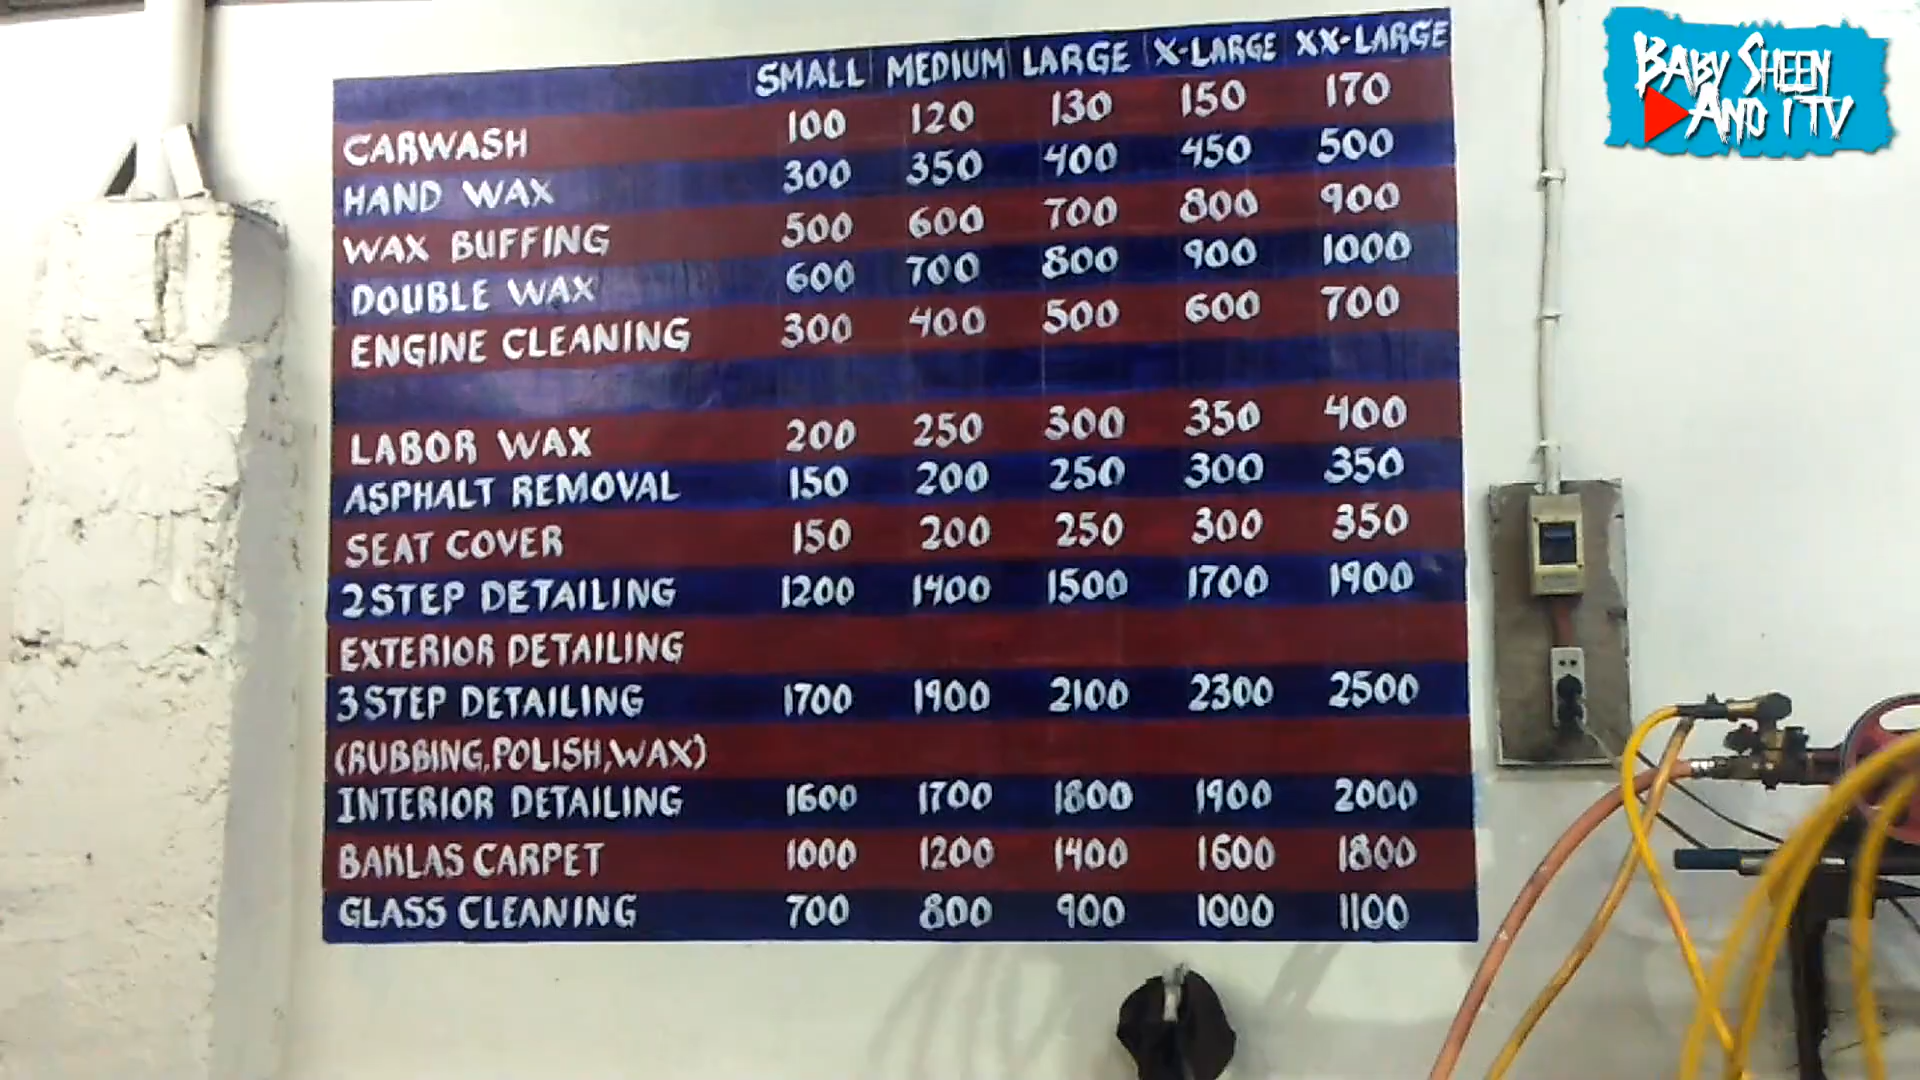 SMALL MEDIUM LARGE X-LARGE XX-LARGE
CARWASH 100 120 130 150 170
HAND WAX 300 350 400 450 500
WAX BUFFING 500 600 700 800 900
DOUBLE WAX 600 700 800 900 1000
ENGINE CLEANING 300 400 500 600 700
LABOR WAX 200 250 300 350 400
ASPHALT REMOVAL 150 200 250 300 350
SEAT COVER 150 200 250 300 350
2STEP DETAILING 1200 1400 1500 1700 1900
EXTERIOR DETAILING
3STEP DETAILING 1700 1900 2100 2300 2500
(RUBBING, POLISH, WAX)
INTERIOR DETAILING 1600 1700 1800 1900 2000
BAKLAS CARPET 1000 1200 1400 1600 1800
GLASS CLEANING 700 800 900 1000 1100
BABY SHEEN
AND I TV